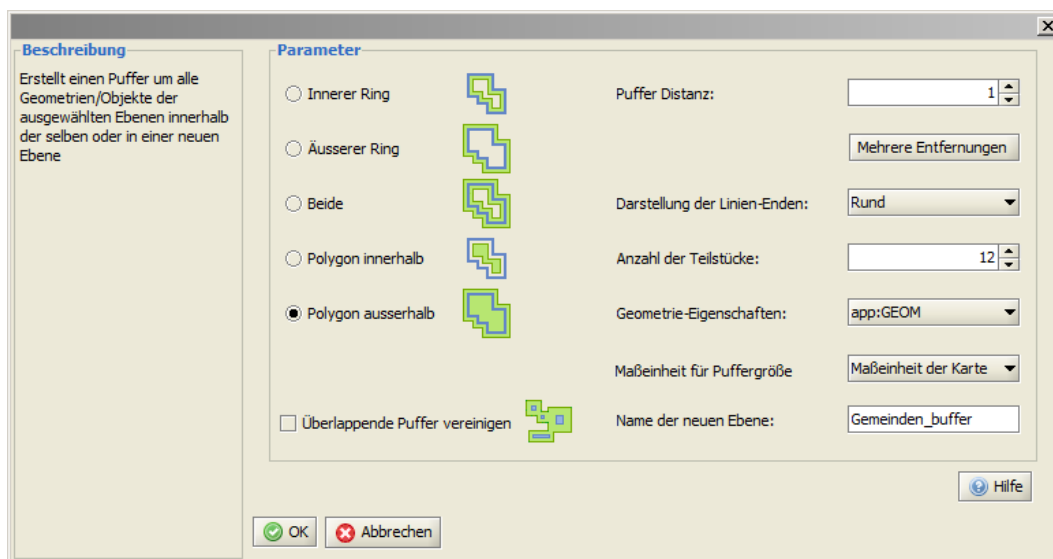 Beschreibung
Erstellt einen Puffer um alle
Geometrien/Objekte der
ausgewählten Ebenen innerhalb
der selben oder in einer neuen
Ebene
Parameter
Innerer Ring
Puffer Distanz:
1
Äusserer Ring
Mehrere Entfernungen
Beide
Darstellung der Linien-Enden:
Rund
Polygon innerhalb
Anzahl der Teilstücke:
12
Polygon ausserhalb
Geometrie-Eigenschaften:
app:GEOM
Maßeinheit für Puffergröße
Maßeinheit der Karte
Überlappende Puffer vereinigen
Name der neuen Ebene:
Gemeinden_buffer
Hilfe
OK
Abbrechen